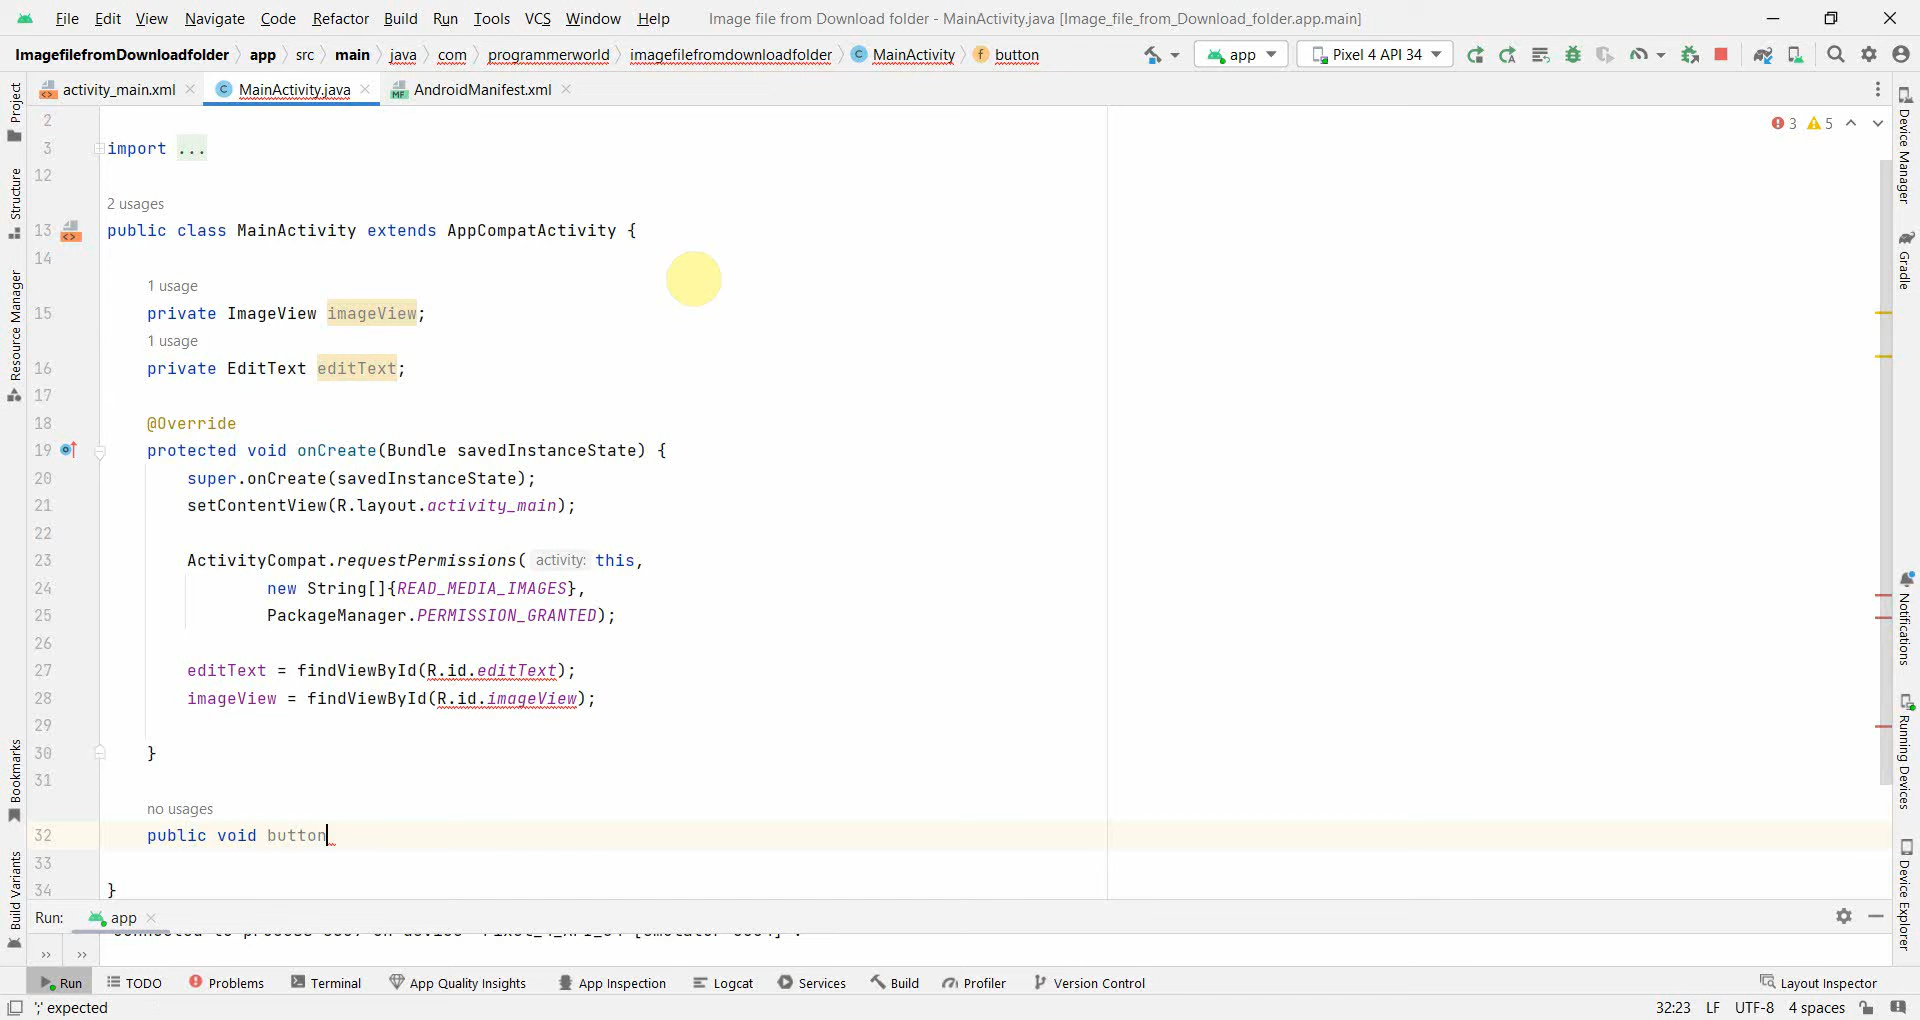 File Edit View Navigate Code Refactor Build Run Tools VCS Window Help Image file from Download folder - MainActivity.java [Image_file_from_Download_folder.app.main]
ImagefilefromDownloadfolder app src main java com programmerworld imagefilefromdownloadfolder MainActivity button app Pixel 4 API 34
activity_main.xml MainActivity.java AndroidManifest.xml
3 5
2
3 import ...
12
2 usages
13 public class MainActivity extends AppCompatActivity {
14
1 usage
15 private ImageView imageView;
1 usage
16 private EditText editText;
17
18 @Override
19 protected void onCreate(Bundle savedInstanceState) {
20 super.onCreate(savedInstanceState);
21 setContentView(R.layout.activity_main);
22
23 ActivityCompat.requestPermissions( activity: this,
24 new String[]{READ_MEDIA_IMAGES},
25 PackageManager.PERMISSION_GRANTED);
26
27 editText = findViewById(R.id.editText);
28 imageView = findViewById(R.id.imageView);
29
30 }
31
no usages
32 public void button
33
34 }
Project
Structure
Resource Manager
Bookmarks
Build Variants
Device Manager
Gradle
Notifications
Running Devices
Device Explorer
Run: app
Run TODO Problems Terminal App Quality Insights App Inspection Logcat Services Build Profiler Version Control Layout Inspector
';' expected 32:23 LF UTF-8 4 spaces